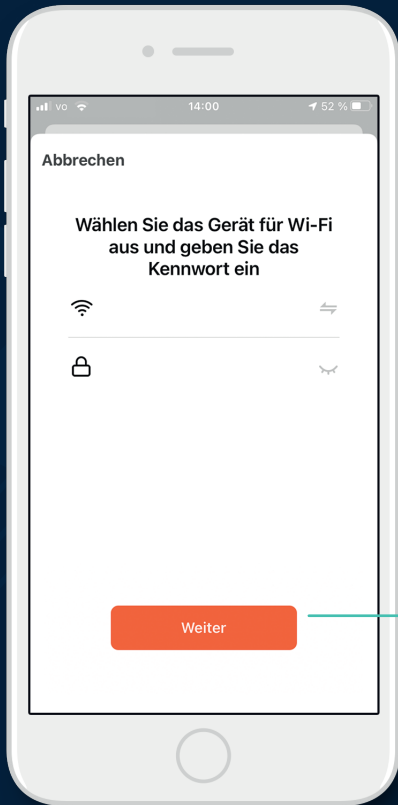 vo 14:00 52 %
Abbrechen
Wählen Sie das Gerät für Wi-Fi
aus und geben Sie das
Kennwort ein
Weiter